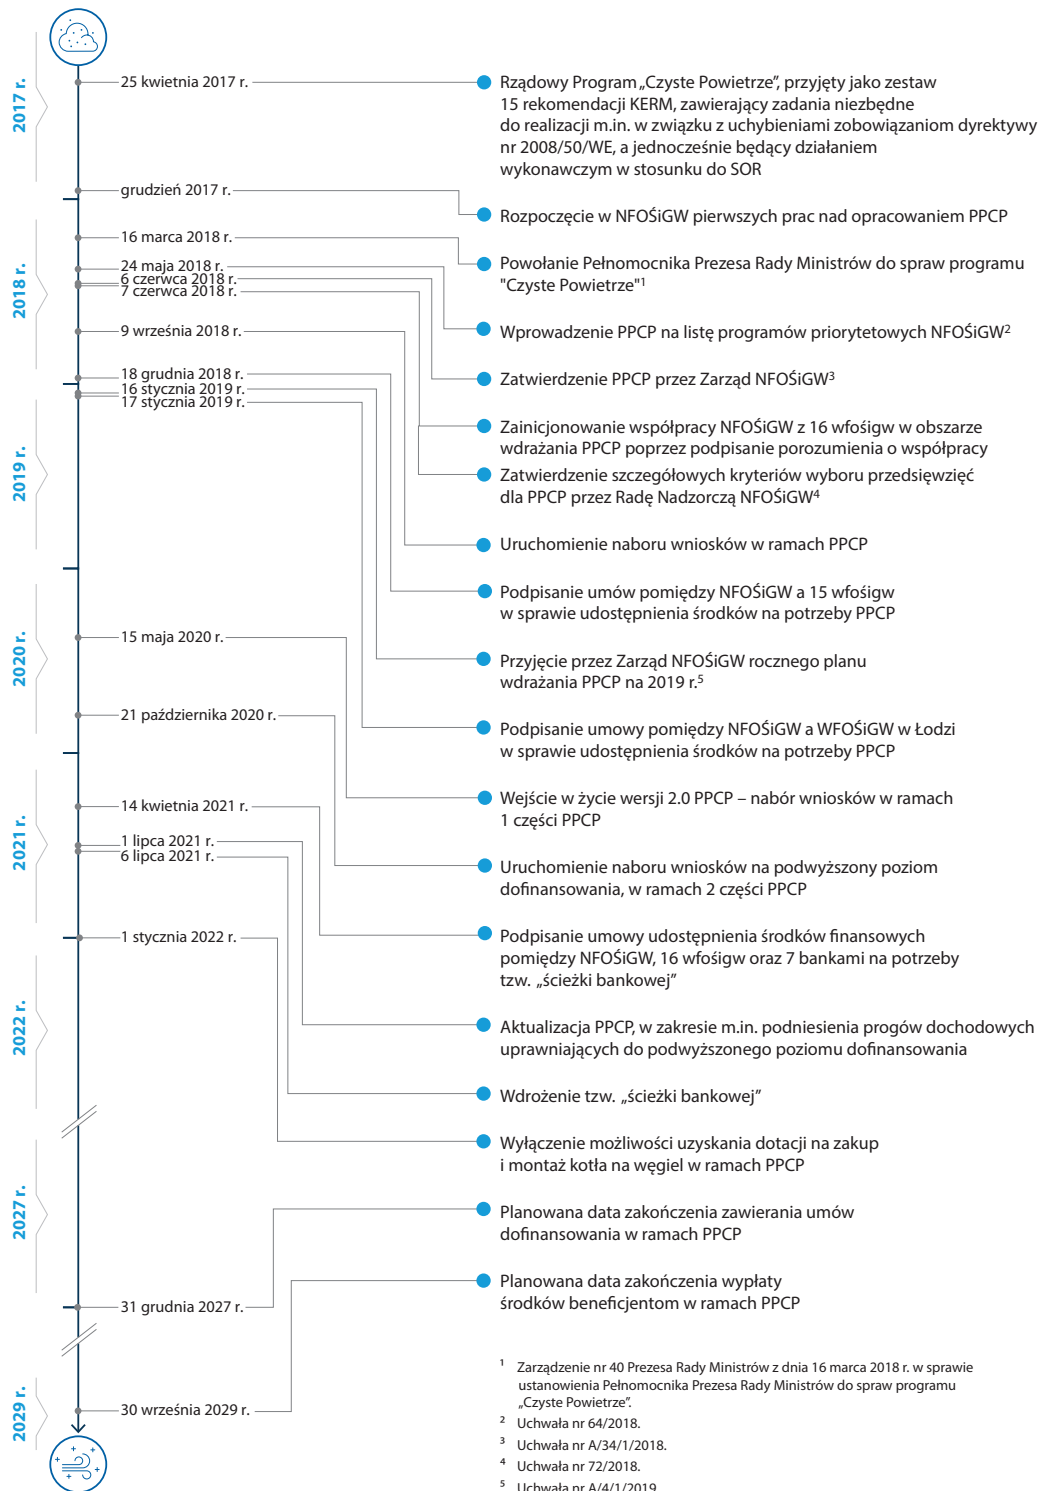 2017 r.
25 kwietnia 2017 r.
Rządowy Program „Czyste Powietrze”, przyjęty jako zestaw
15 rekomendacji KERM, zawierający zadania niezbędne
do realizacji m.in. w związku z uchybieniami zobowiązaniom dyrektywy
nr 2008/50/WE, a jednocześnie będący działaniem
wykonawczym w stosunku do SOR
grudzień 2017 r.
Rozpoczęcie w NFOŚiGW pierwszych prac nad opracowaniem PPCP
2018 r.
16 marca 2018 r.
Powołanie Pełnomocnika Prezesa Rady Ministrów do spraw programu
"Czyste Powietrze"1
24 maja 2018 r.
Wprowadzenie PPCP na listę programów priorytetowych NFOŚiGW2
6 czerwca 2018 r.
Zatwierdzenie PPCP przez Zarząd NFOŚiGW3
7 czerwca 2018 r.
Zainicjonowanie współpracy NFOŚiGW z 16 wfośigw w obszarze
wdrażania PPCP poprzez podpisanie porozumienia o współpracy
Zatwierdzenie szczegółowych kryteriów wyboru przedsięwzięć
dla PPCP przez Radę Nadzorczą NFOŚiGW4
9 września 2018 r.
Uruchomienie naboru wniosków w ramach PPCP
18 grudnia 2018 r.
Podpisanie umów pomiędzy NFOŚiGW a 15 wfośigw
w sprawie udostępnienia środków na potrzeby PPCP
2019 r.
16 stycznia 2019 r.
Przyjęcie przez Zarząd NFOŚiGW rocznego planu
wdrażania PPCP na 2019 r.5
17 stycznia 2019 r.
Podpisanie umowy pomiędzy NFOŚiGW a WFOŚiGW w Łodzi
w sprawie udostępnienia środków na potrzeby PPCP
2020 r.
15 maja 2020 r.
Wejście w życie wersji 2.0 PPCP – nabór wniosków w ramach
1 części PPCP
21 października 2020 r.
Uruchomienie naboru wniosków na podwyższony poziom
dofinansowania, w ramach 2 części PPCP
2021 r.
14 kwietnia 2021 r.
Podpisanie umowy udostępnienia środków finansowych
pomiędzy NFOŚiGW, 16 wfośigw oraz 7 bankami na potrzeby
tzw. „ścieżki bankowej”
1 lipca 2021 r.
Aktualizacja PPCP, w zakresie m.in. podniesienia progów dochodowych
uprawniających do podwyższonego poziomu dofinansowania
6 lipca 2021 r.
Wdrożenie tzw. „ścieżki bankowej”
2022 r.
1 stycznia 2022 r.
Wyłączenie możliwości uzyskania dotacji na zakup
i montaż kotła na węgiel w ramach PPCP
2027 r.
31 grudnia 2027 r.
Planowana data zakończenia zawierania umów
dofinansowania w ramach PPCP
2029 r.
30 września 2029 r.
Planowana data zakończenia wypłaty
środków beneficjentom w ramach PPCP
1 Zarządzenie nr 40 Prezesa Rady Ministrów z dnia 16 marca 2018 r. w sprawie
ustanowienia Pełnomocnika Prezesa Rady Ministrów do spraw programu
„Czyste Powietrze”.
2 Uchwała nr 64/2018.
3 Uchwała nr A/34/1/2018.
4 Uchwała nr 72/2018.
5 Uchwała nr A/4/1/2019